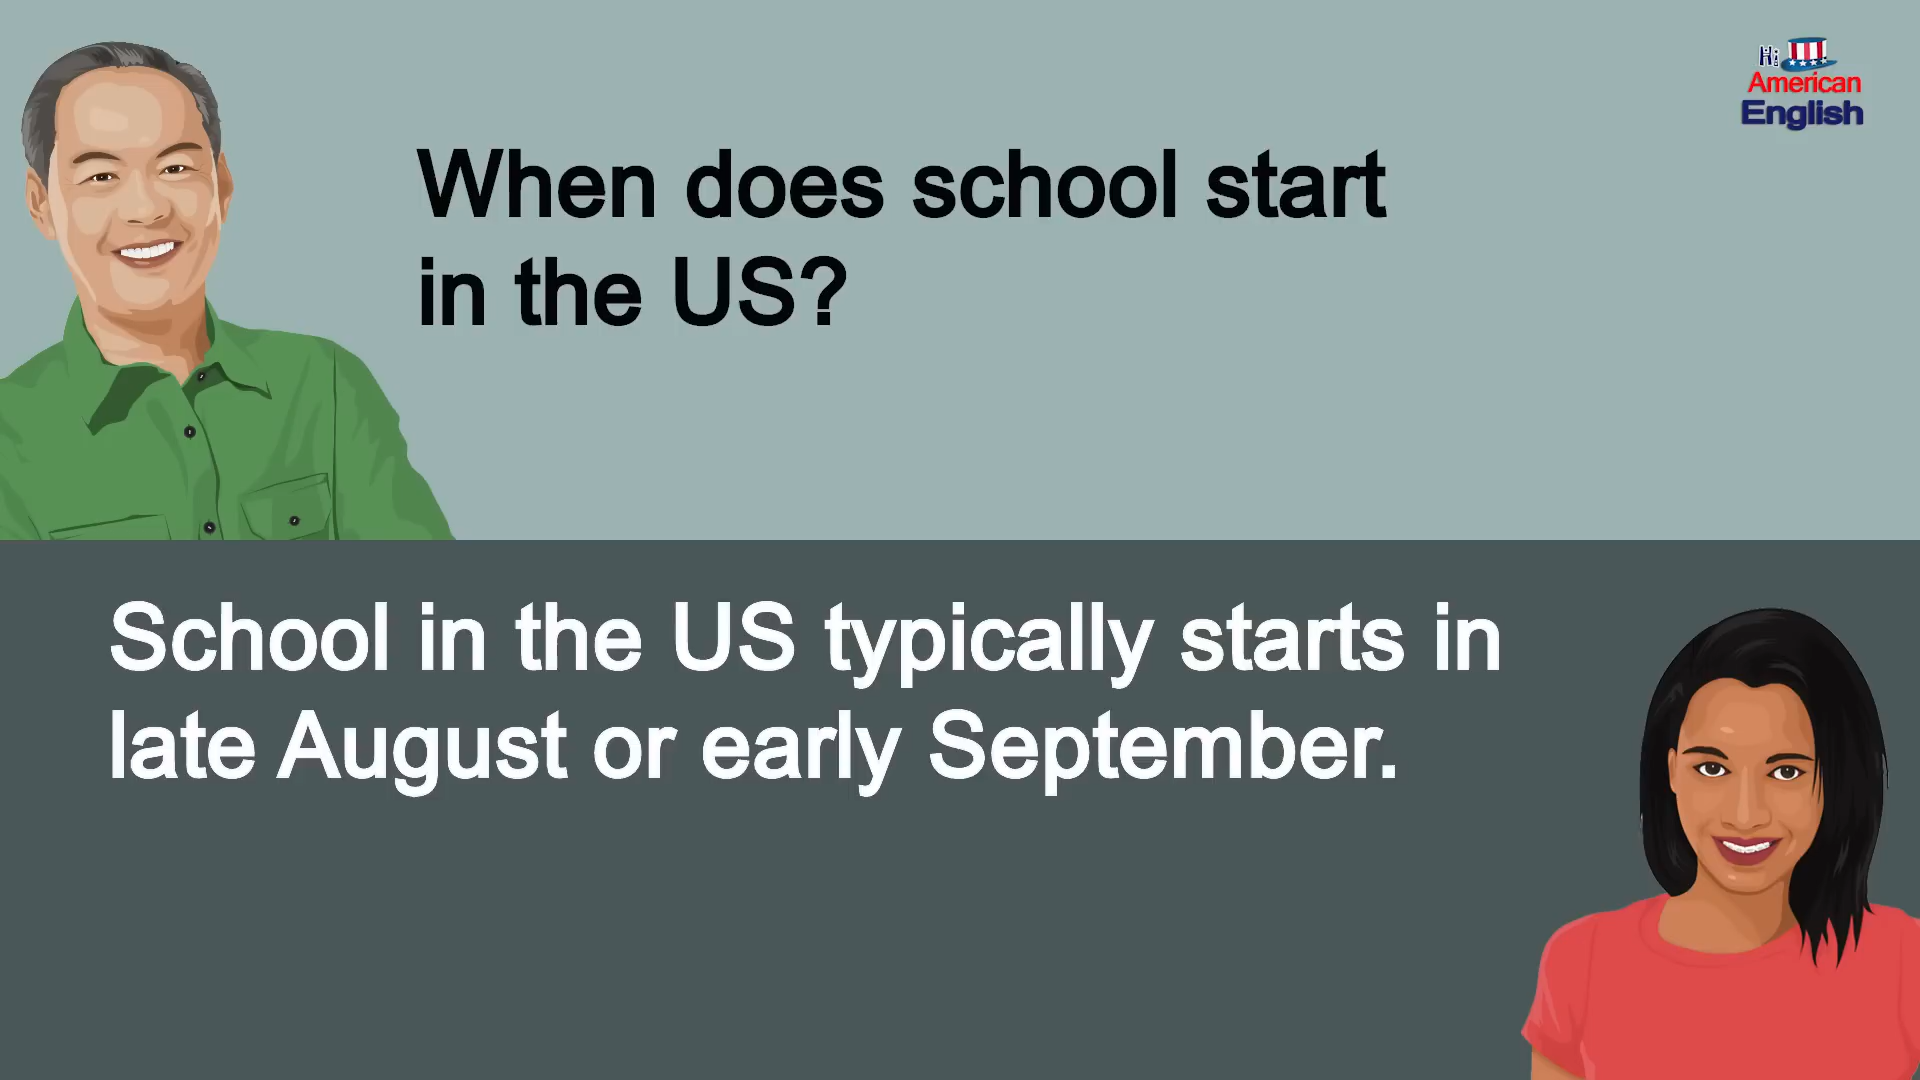 Hi
American
English
When does school start
in the US?
School in the US typically starts in
late August or early September.